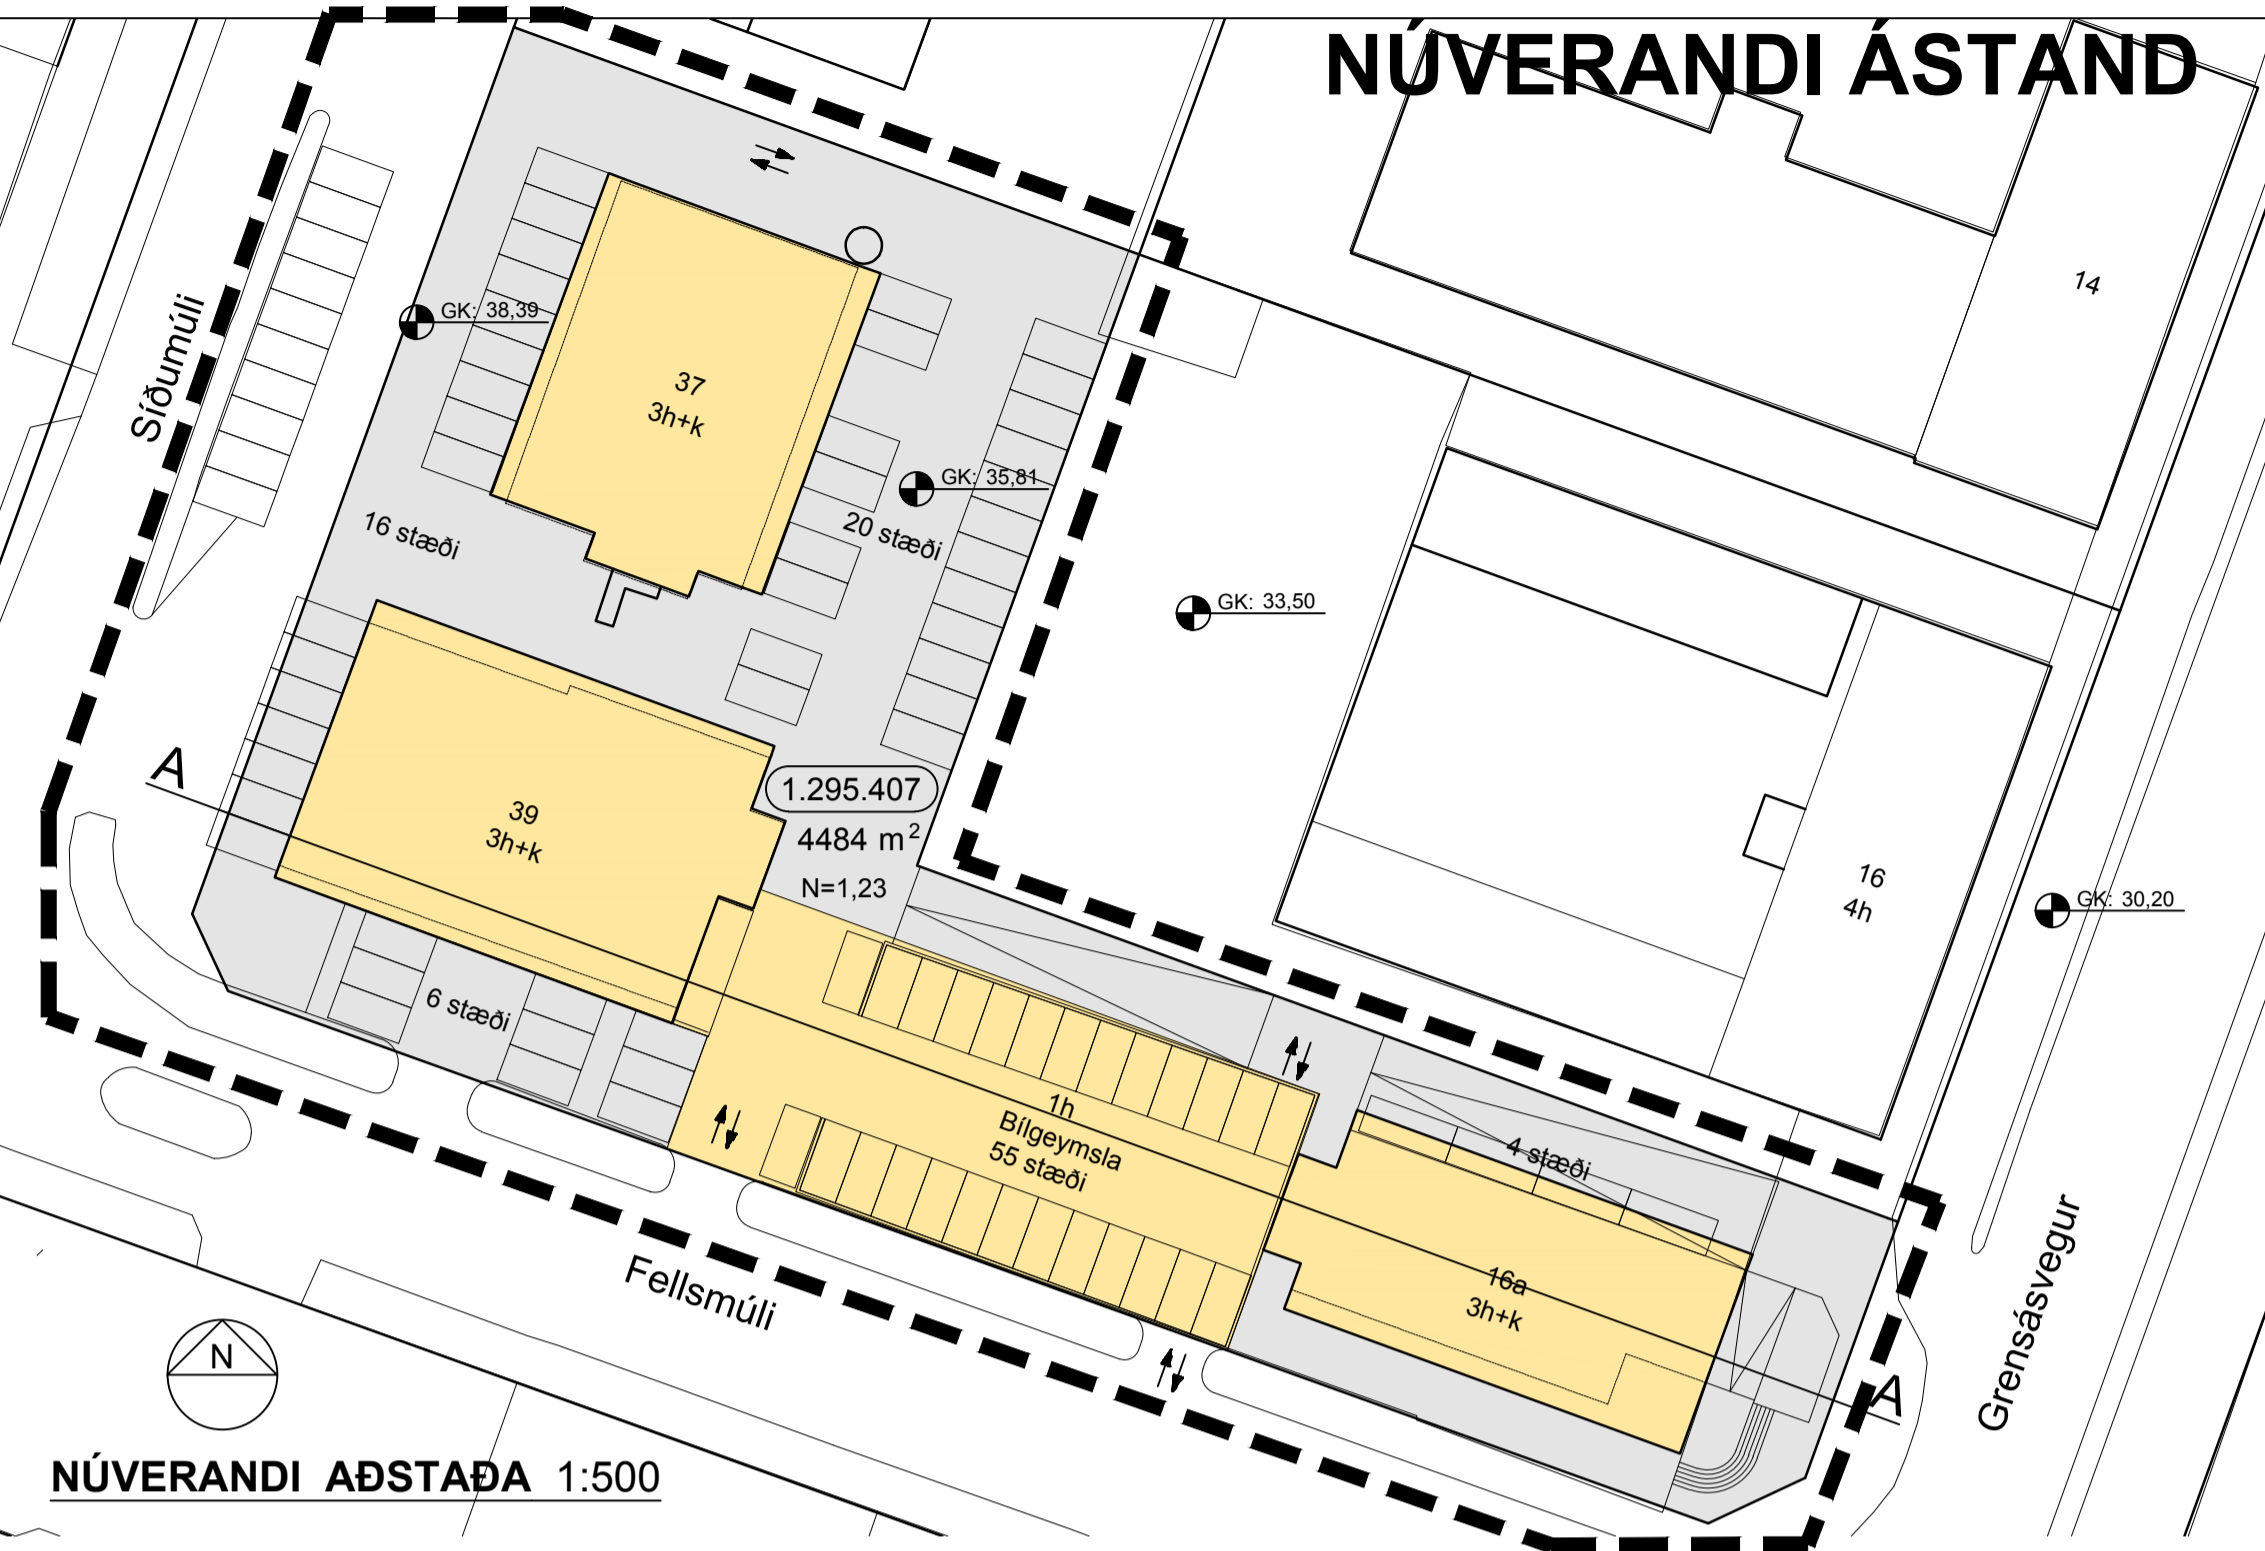 NÚVERANDI ÁSTAND
14
GK: 38,39
Síðumúli
37
3h+k
GK: 35,81
16 stæði
20 stæði
GK: 33,50
A
1.295.407
39
3h+k
4484 m²
N=1,23
16
4h
GK: 30,20
6 stæði
1h
Bílgeymsla
55 stæði
4 stæði
16a
3h+k
Fellsmúli
Grensásvegur
A
N
NÚVERANDI AÐSTAÐA 1:500